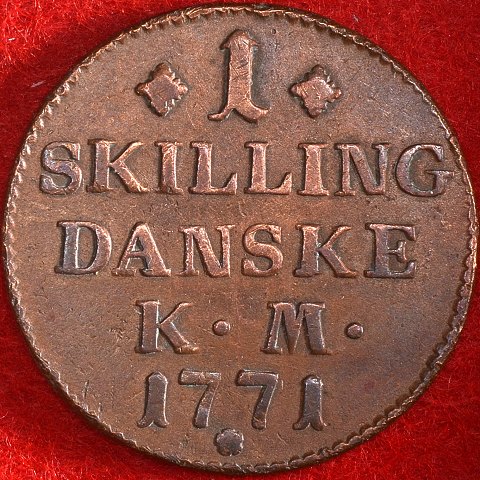 1
SKILLING
DANSKE
K · M ·
1771